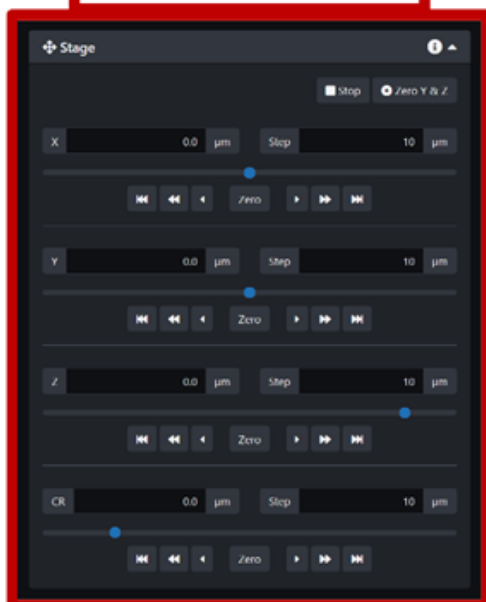 Stage
Stop Zero Y & Z
X 0.0 µm Step 10 µm
Zero
Y 0.0 µm Step 10 µm
Zero
Z 0.0 µm Step 10 µm
Zero
CR 0.0 µm Step 10 µm
Zero